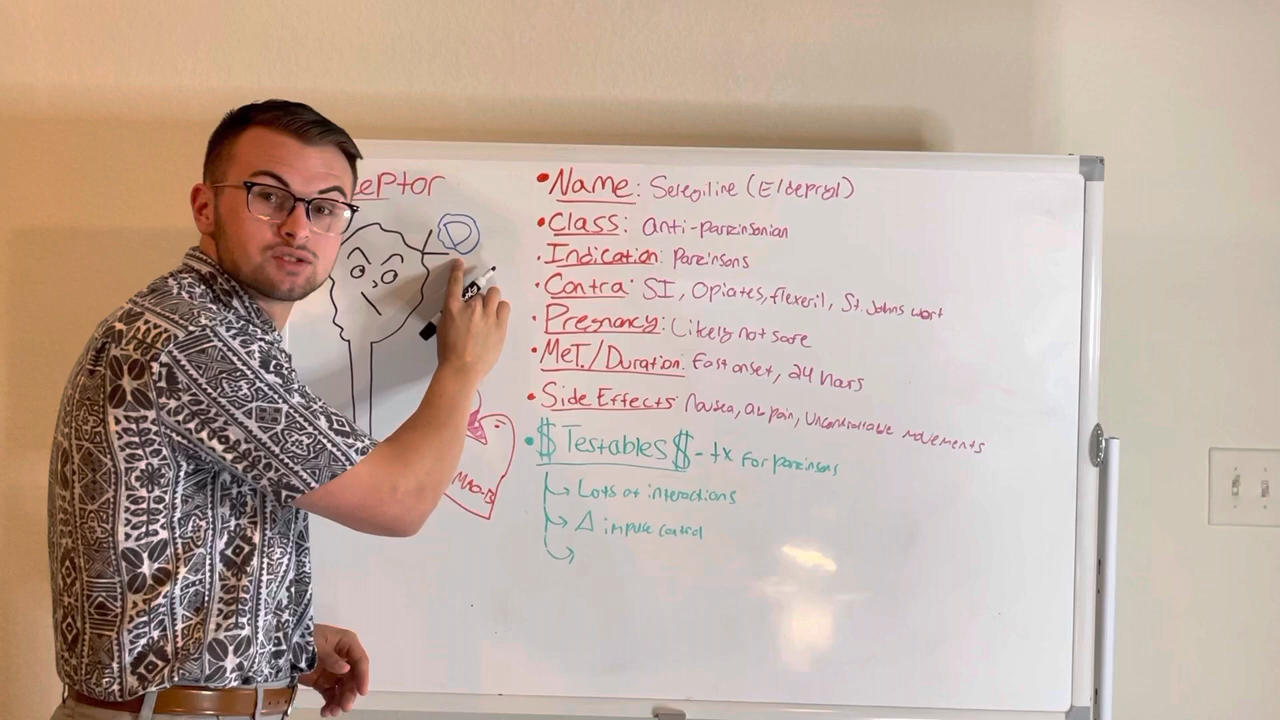 ePtor
D
MAO-B
•Name: Selegiline (Eldepryl)
•Class: Anti-parkinsonian
•Indication: Parkinsons
•Contra: SI, Opiates, flexeril, St. Johns wort
•Pregnancy: Likely not safe
•MeT./Duration: Fast onset, 24 hours
•Side Effects: Nausea, ab pain, Uncontrollable movements
•$ Testables $ - tx for parkinsons
↳ Lots of interactions
↳ Δ impulse control